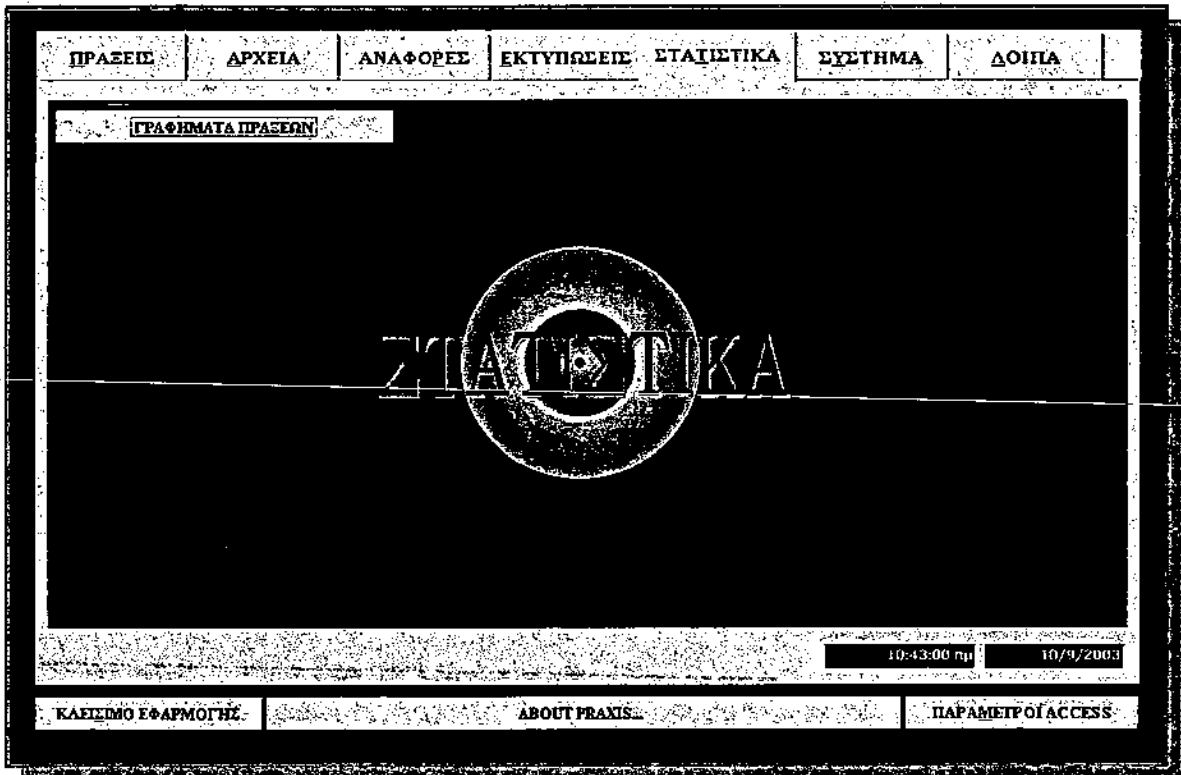 ΠΡΑΞΕΙΣ ΑΡΧΕΙΑ ΑΝΑΦΟΡΕΣ ΕΚΤΥΠΩΣΕΙΣ ΣΤΑΤΙΣΤΙΚΑ ΣΥΣΤΗΜΑ ΛΟΙΠΑ
ΓΡΑΦΗΜΑΤΑ ΠΡΑΞΕΩΝ
ΣΤΑΤΙΣΤΙΚΑ
10:43:00 πμ 10/9/2003
ΚΛΕΙΣΙΜΟ ΕΦΑΡΜΟΓΗΣ ABOUT PRAXIS... ΠΑΡΑΜΕΤΡΟΙ ACCESS